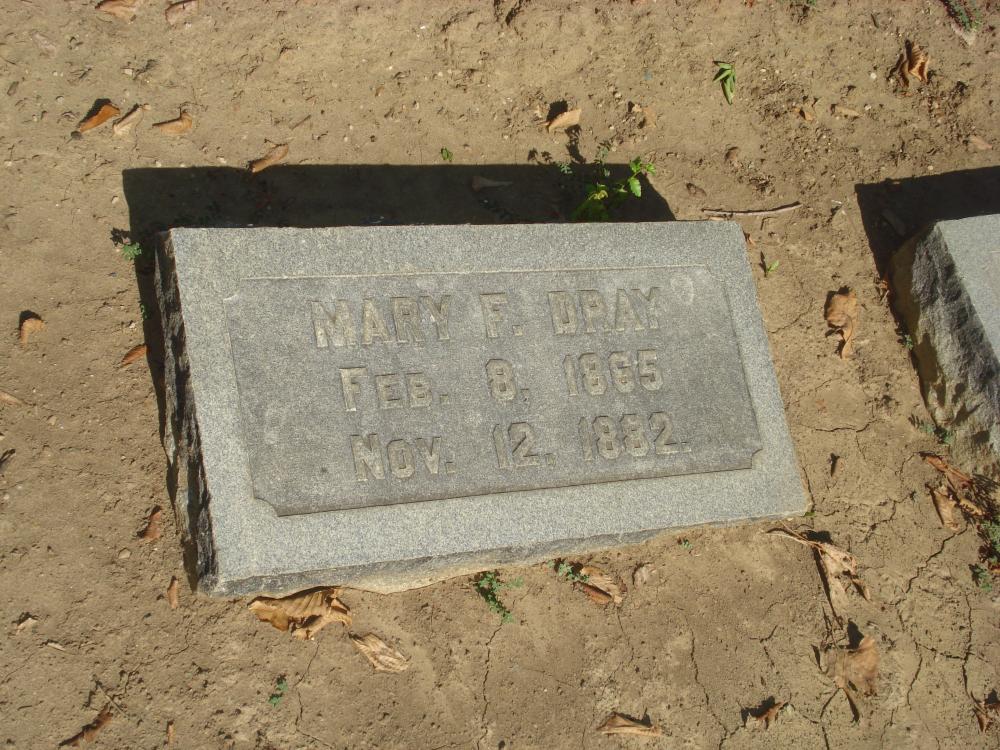 MARY F. DRAY
FEB. 8, 1865
NOV. 12, 1882.